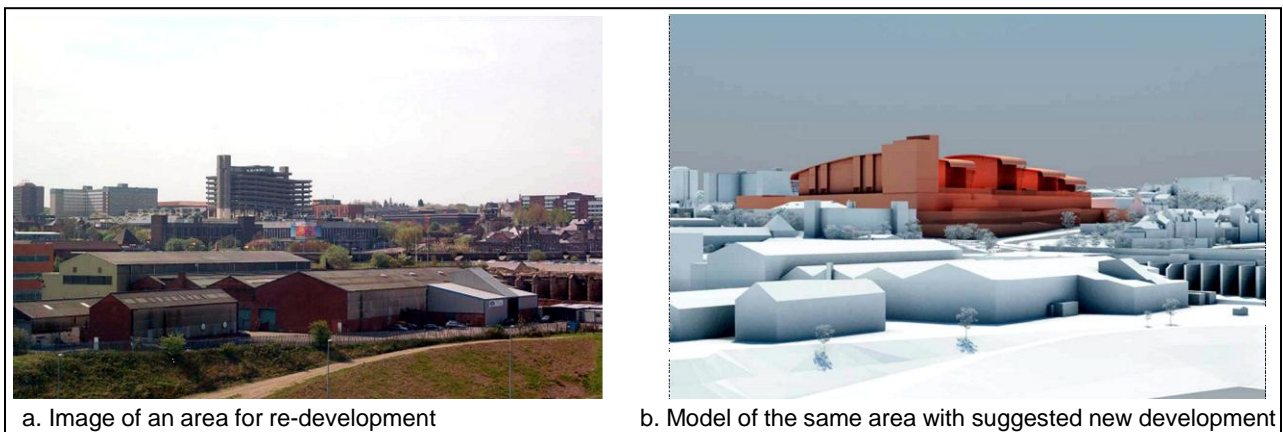 a. Image of an area for re-development
b. Model of the same area with suggested new development